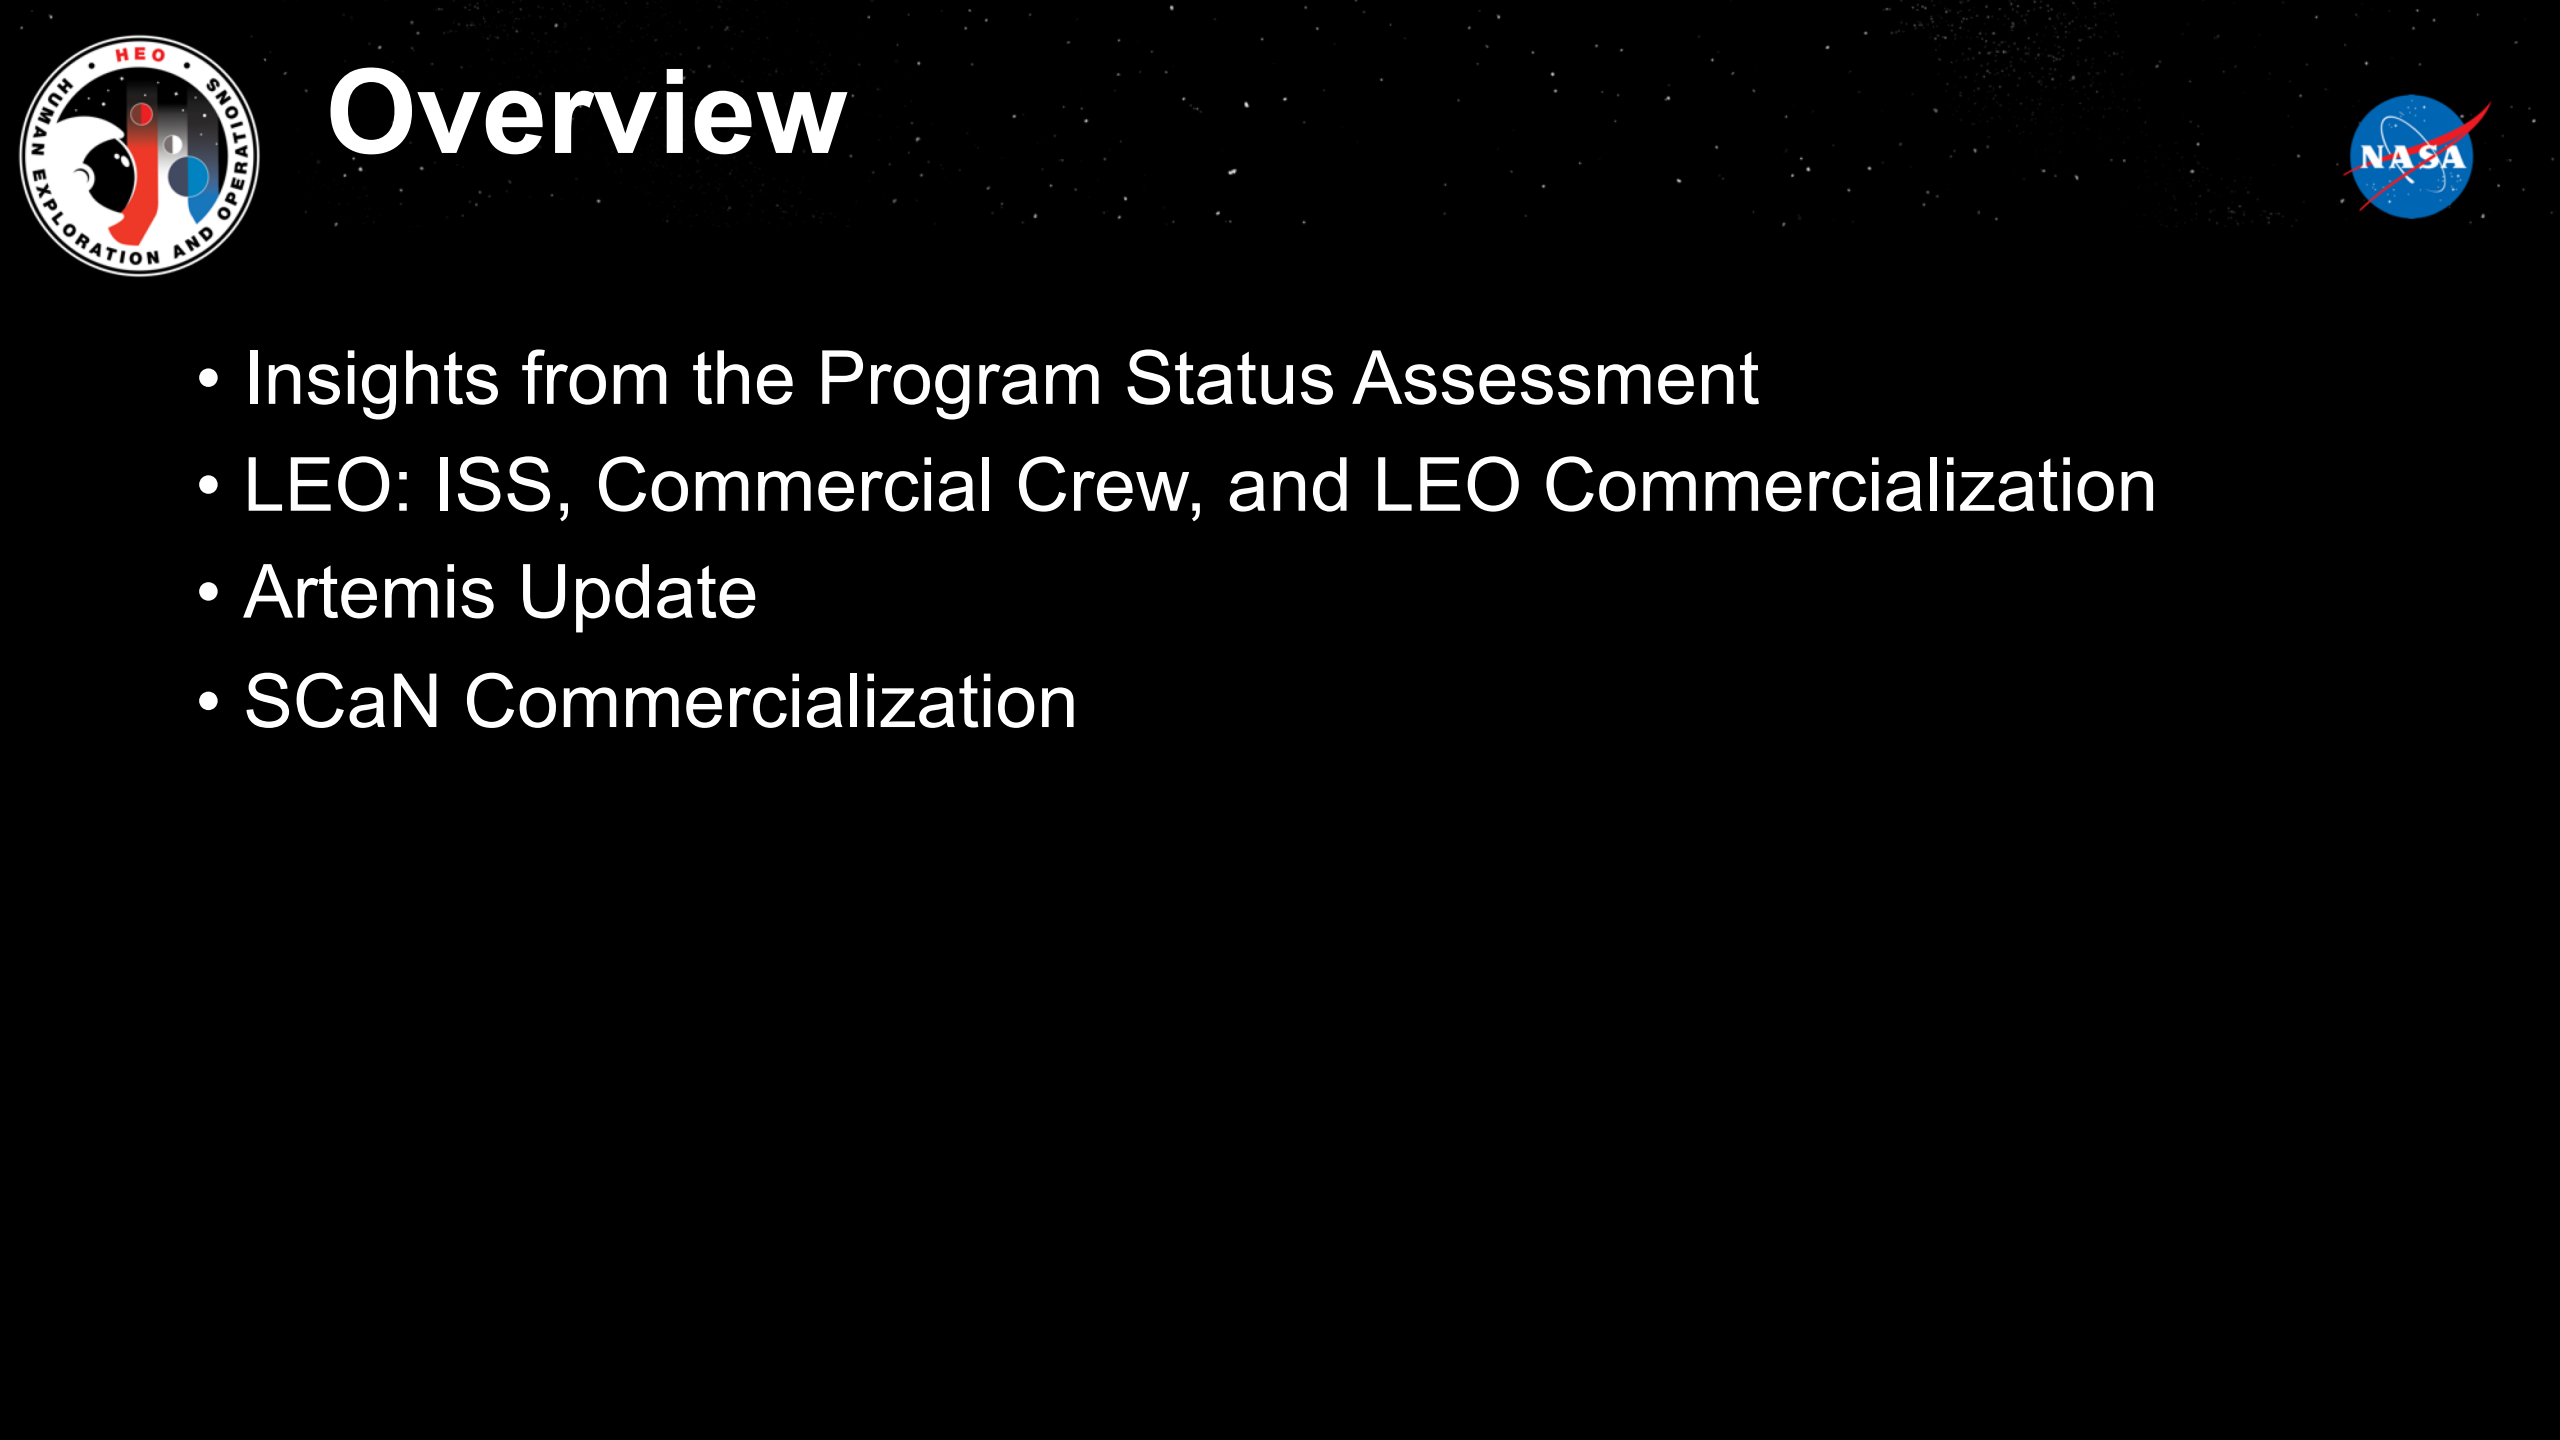 HEO
HUMAN EXPLORATION AND OPERATIONS
Overview
NASA
• Insights from the Program Status Assessment
• LEO: ISS, Commercial Crew, and LEO Commercialization
• Artemis Update
• SCaN Commercialization